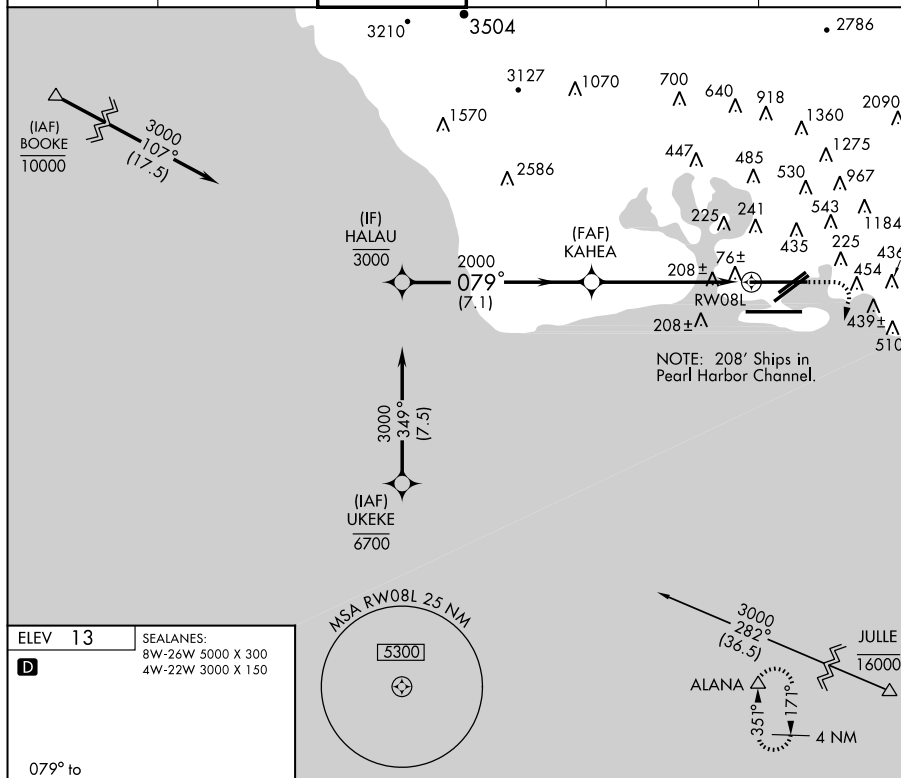 3210
3504
2786
3127
1070
700
640
918
1360
2090
1570
1275
(IAF)
BOOKE
10000
3000
107°
(17.5)
2586
447
485
530
967
(IF)
HALAU
3000
(FAF)
KAHEA
225
241
435
543
1184
225
436
2000
079°
(7.1)
208±
76±
RW08L
454
208±
439±
510
NOTE: 208' Ships in
Pearl Harbor Channel.
3000
349°
(7.5)
(IAF)
UKEKE
6700
MSA RW08L 25 NM
5300
3000
282°
(36.5)
JULLE
16000
ALANA
351°
171°
4 NM
ELEV 13
D
SEALANES:
8W-26W 5000 X 300
4W-22W 3000 X 150
079° to